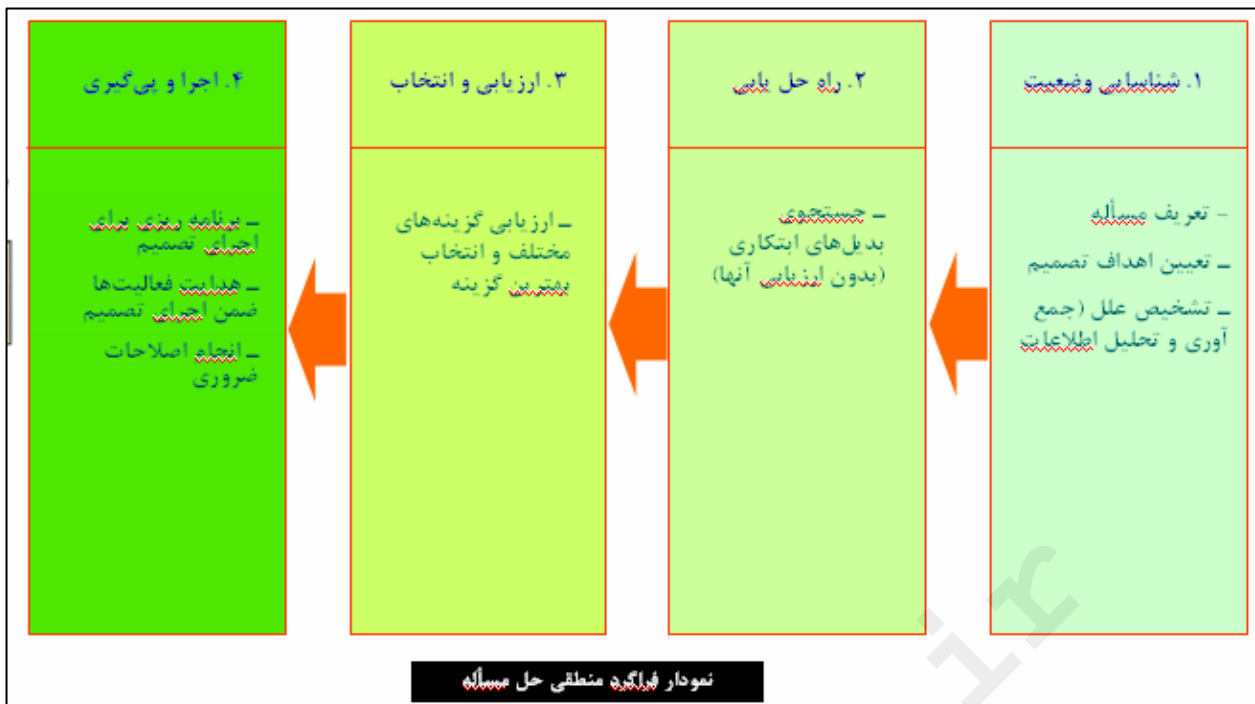 ۱. شناسایی وضعیت
- تعریف مسأله
ـ تعیین اهداف تصمیم
ـ تشخیص علل (جمع
آوری و تحلیل اطلاعات
۲. راه حل یابی
ـ جستجوی
بدیل‌های ابتکاری
(بدون ارزیابی آنها)
۳. ارزیابی و انتخاب
ـ ارزیابی گزینه‌های
مختلف و انتخاب
بهترین گزینه
۴. اجرا و پی‌گیری
ـ برنامه ریزی برای
اجرای تصمیم
ـ هدایت فعالیت‌ها
ضمن اجرای تصمیم
ـ انجام اصلاحات
ضروری
نمودار فراگرد منطقی حل مسأله
ir